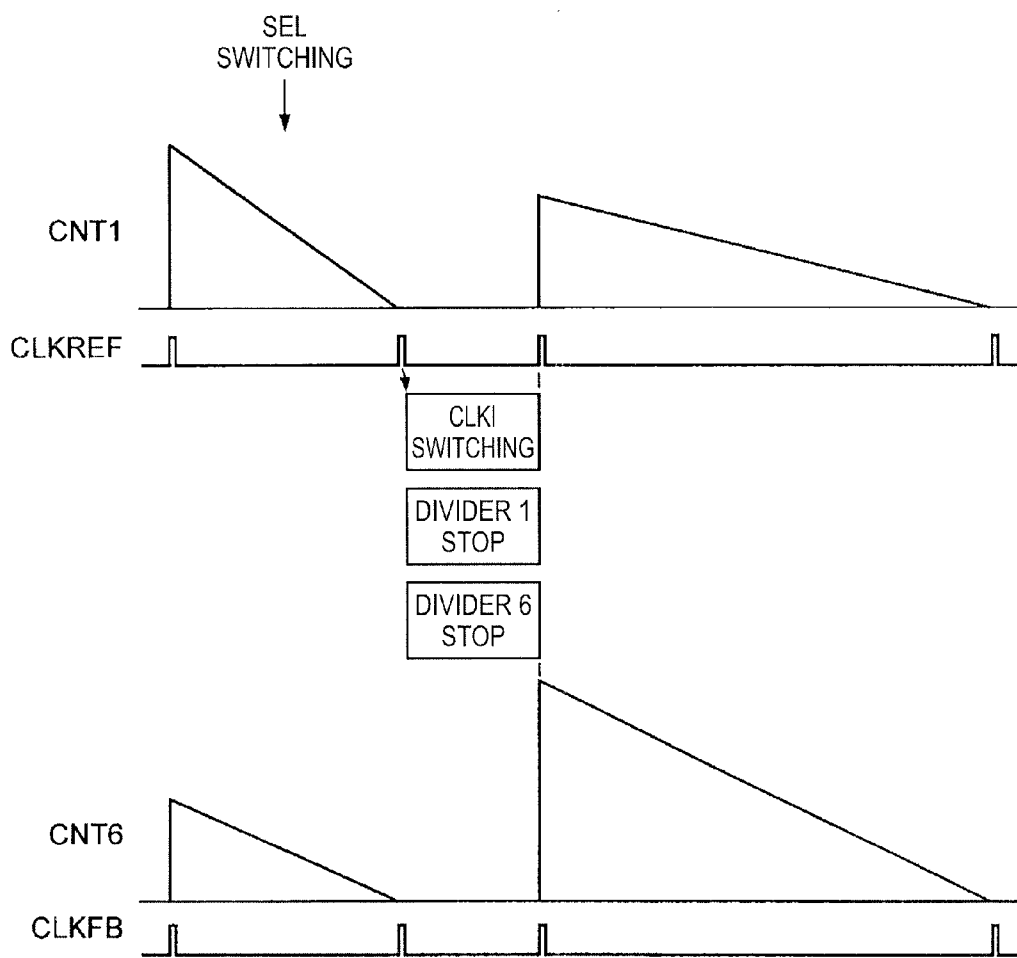 SEL
SWITCHING
CNT1
CLKREF
CLKI
SWITCHING
DIVIDER 1
STOP
DIVIDER 6
STOP
CNT6
CLKFB